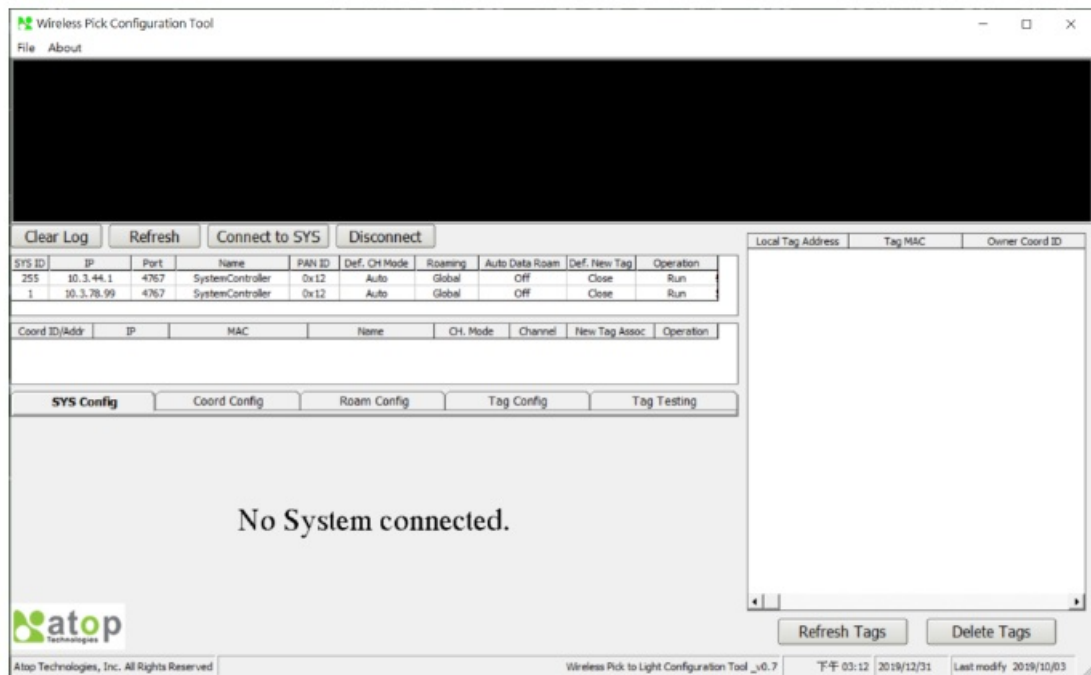 Wireless Pick Configuration Tool
File About
Clear Log Refresh Connect to SYS Disconnect
Local Tag Address Tag MAC Owner Coord ID
SYS ID IP Port Name PAN ID Def. CH Mode Roaming Auto Data Roam Def. New Tag Operation
255 10.3.44.1 4767 SystemController 0x12 Auto Global Off Close Run
1 10.3.78.99 4767 SystemController 0x12 Auto Global Off Close Run
Coord ID/Addr IP MAC Name CH. Mode Channel New Tag Assoc Operation
SYS Config Coord Config Roam Config Tag Config Tag Testing
No System connected.
atop
Technologies
Refresh Tags Delete Tags
Atop Technologies, Inc. All Rights Reserved Wireless Pick to Light Configuration Tool _v0.7 下午 03:12 2019/12/31 Last modify 2019/10/03